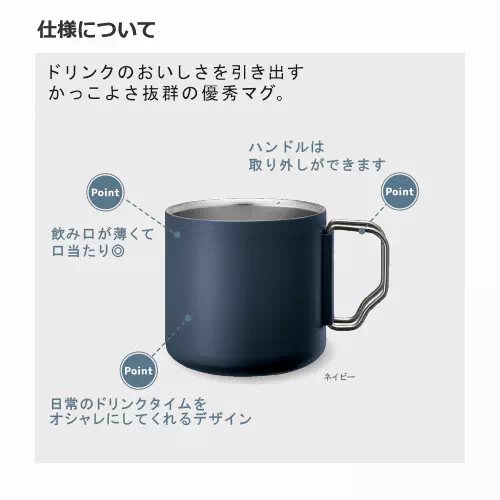 仕様について
ドリンクのおいしさを引き出す
かっこよさ抜群の優秀マグ。
ハンドルは
取り外しができます
Point
Point
飲み口が薄くて
口当たり◎
Point
ネイビー
日常のドリンクタイムを
オシャレにしてくれるデザイン